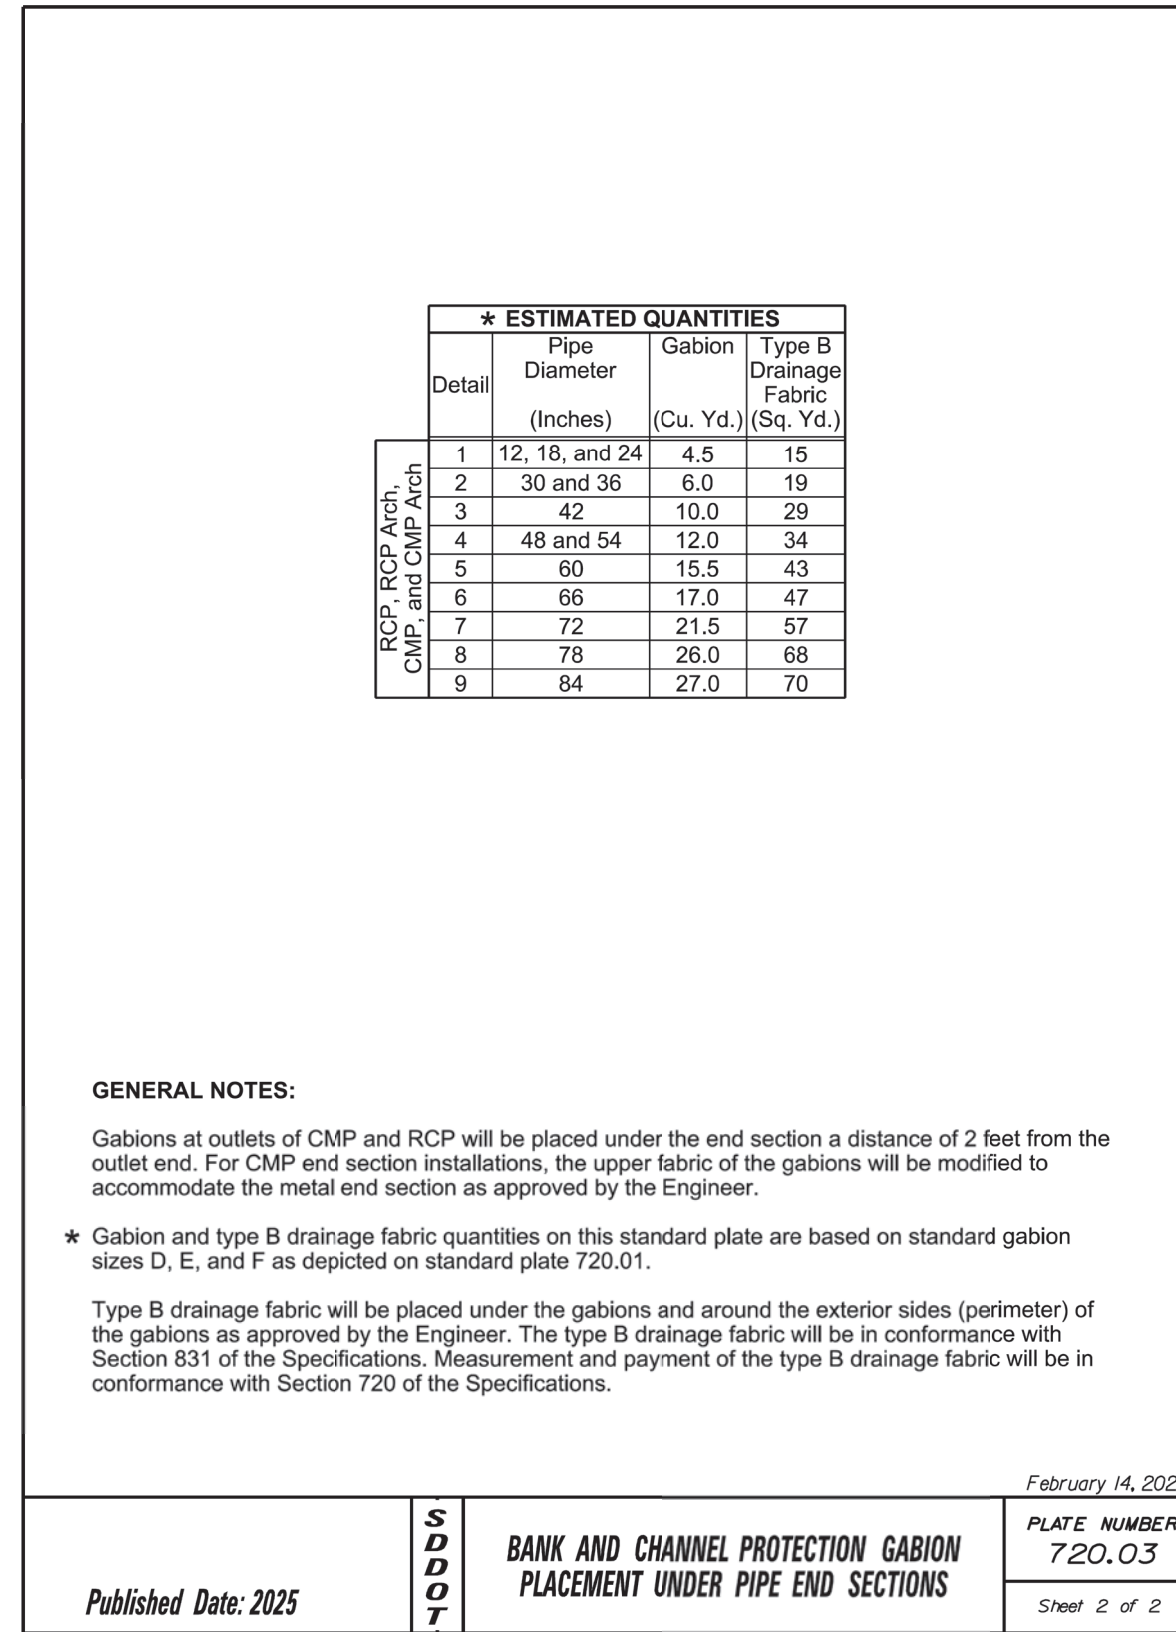 * ESTIMATED QUANTITIES
Detail Pipe Diameter (Inches) Gabion (Cu. Yd.) Type B Drainage Fabric (Sq. Yd.)
RCP, RCP Arch,
CMP, and CMP Arch
1 12, 18, and 24 4.5 15
2 30 and 36 6.0 19
3 42 10.0 29
4 48 and 54 12.0 34
5 60 15.5 43
6 66 17.0 47
7 72 21.5 57
8 78 26.0 68
9 84 27.0 70
GENERAL NOTES:
Gabions at outlets of CMP and RCP will be placed under the end section a distance of 2 feet from the
outlet end. For CMP end section installations, the upper fabric of the gabions will be modified to
accommodate the metal end section as approved by the Engineer.
* Gabion and type B drainage fabric quantities on this standard plate are based on standard gabion
sizes D, E, and F as depicted on standard plate 720.01.
Type B drainage fabric will be placed under the gabions and around the exterior sides (perimeter) of
the gabions as approved by the Engineer. The type B drainage fabric will be in conformance with
Section 831 of the Specifications. Measurement and payment of the type B drainage fabric will be in
conformance with Section 720 of the Specifications.
February 14, 202
Published Date: 2025
SDDOT
BANK AND CHANNEL PROTECTION GABION
PLACEMENT UNDER PIPE END SECTIONS
PLATE NUMBER
720.03
Sheet 2 of 2